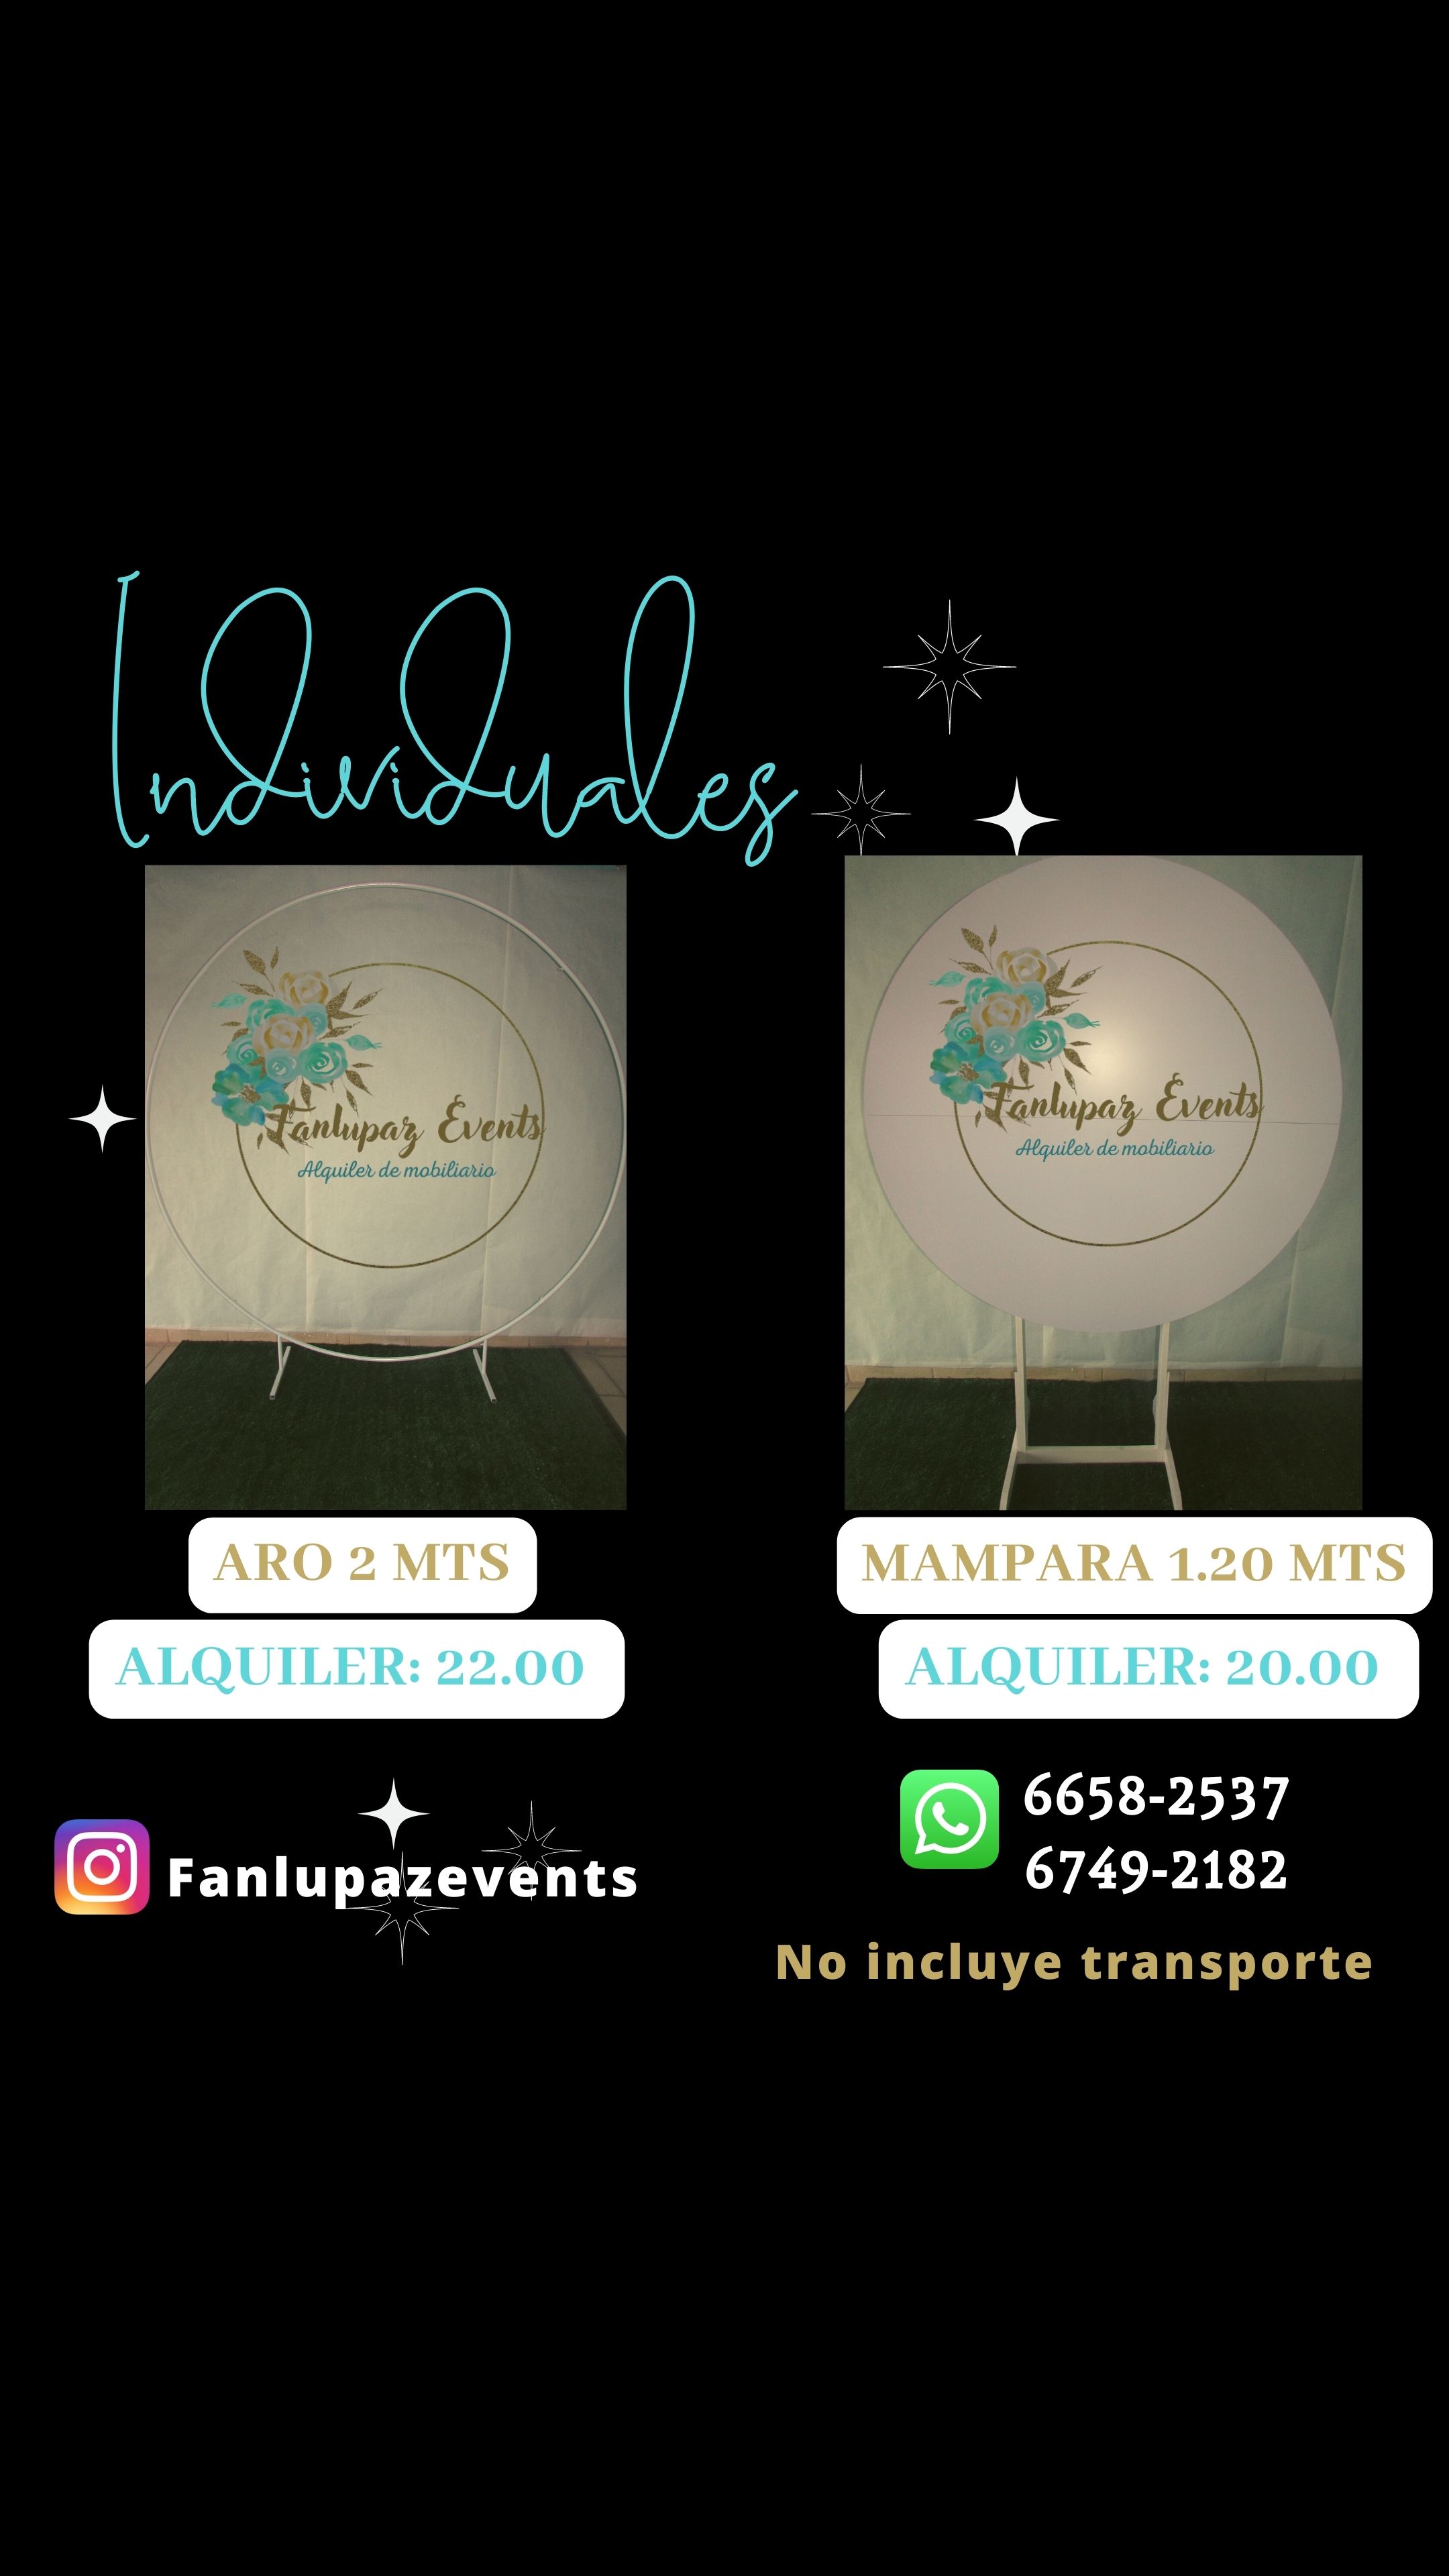 Individuales
Fanlupaz Events
Alquiler de mobiliario
Fanlupaz Events
Alquiler de mobiliario
ARO 2 MTS
ALQUILER: 22.00
MAMPARA 1.20 MTS
ALQUILER: 20.00
Fanlupazevents
6658-2537
6749-2182
No incluye transporte